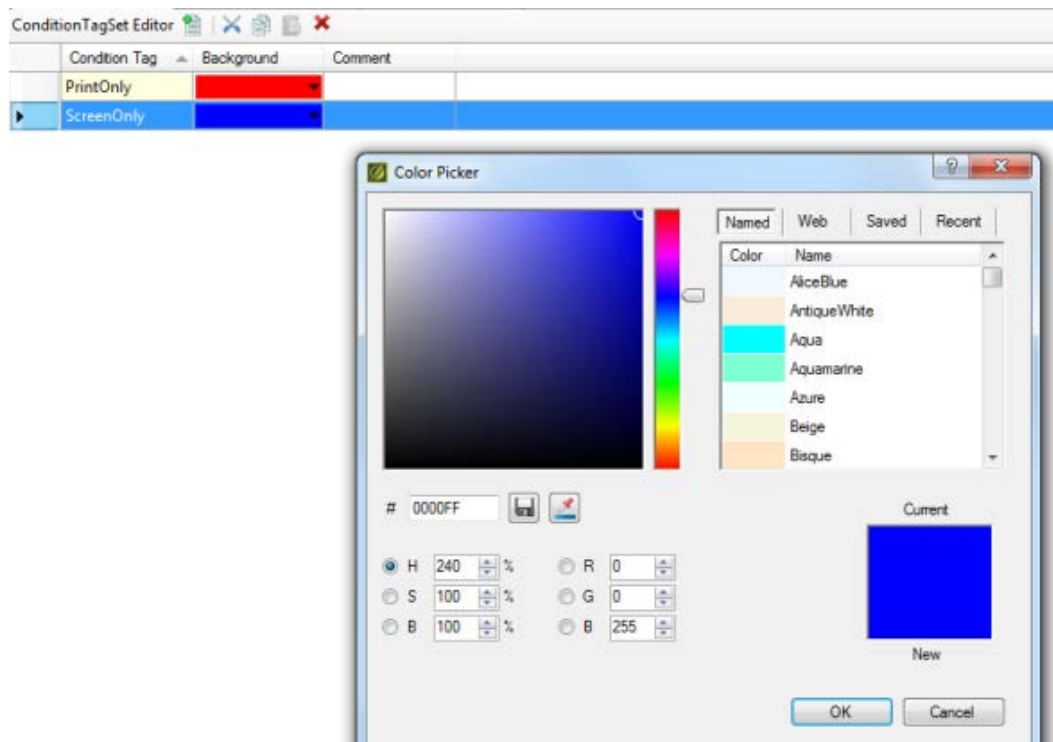 ConditionTagSet Editor
Condition Tag Background Comment
PrintOnly
ScreenOnly
Color Picker
Named Web Saved Recent
Color Name
AliceBlue
AntiqueWhite
Aqua
Aquamarine
Azure
Beige
Bisque
# 0000FF
Current
H 240 % R 0
S 100 % G 0
B 100 % B 255
New
OK Cancel